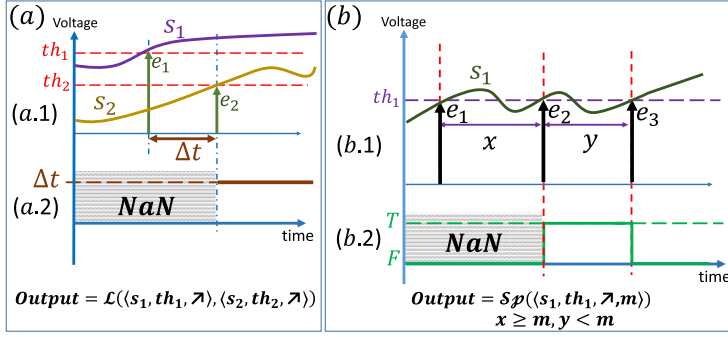 (a)
Voltage
s₁
th₁
e₁
th₂
s₂
e₂
(a.1)
Δt
Δt
(a.2)
NaN
time
Output = ℒ(⟨s₁, th₁, ↗⟩, ⟨s₂, th₂, ↗⟩)
(b)
Voltage
s₁
th₁
e₁
e₂
e₃
x
y
(b.1)
T
(b.2)
NaN
F
time
Output = 𝒮𝓅(⟨s₁, th₁, ↗, m⟩)
x ≥ m, y < m